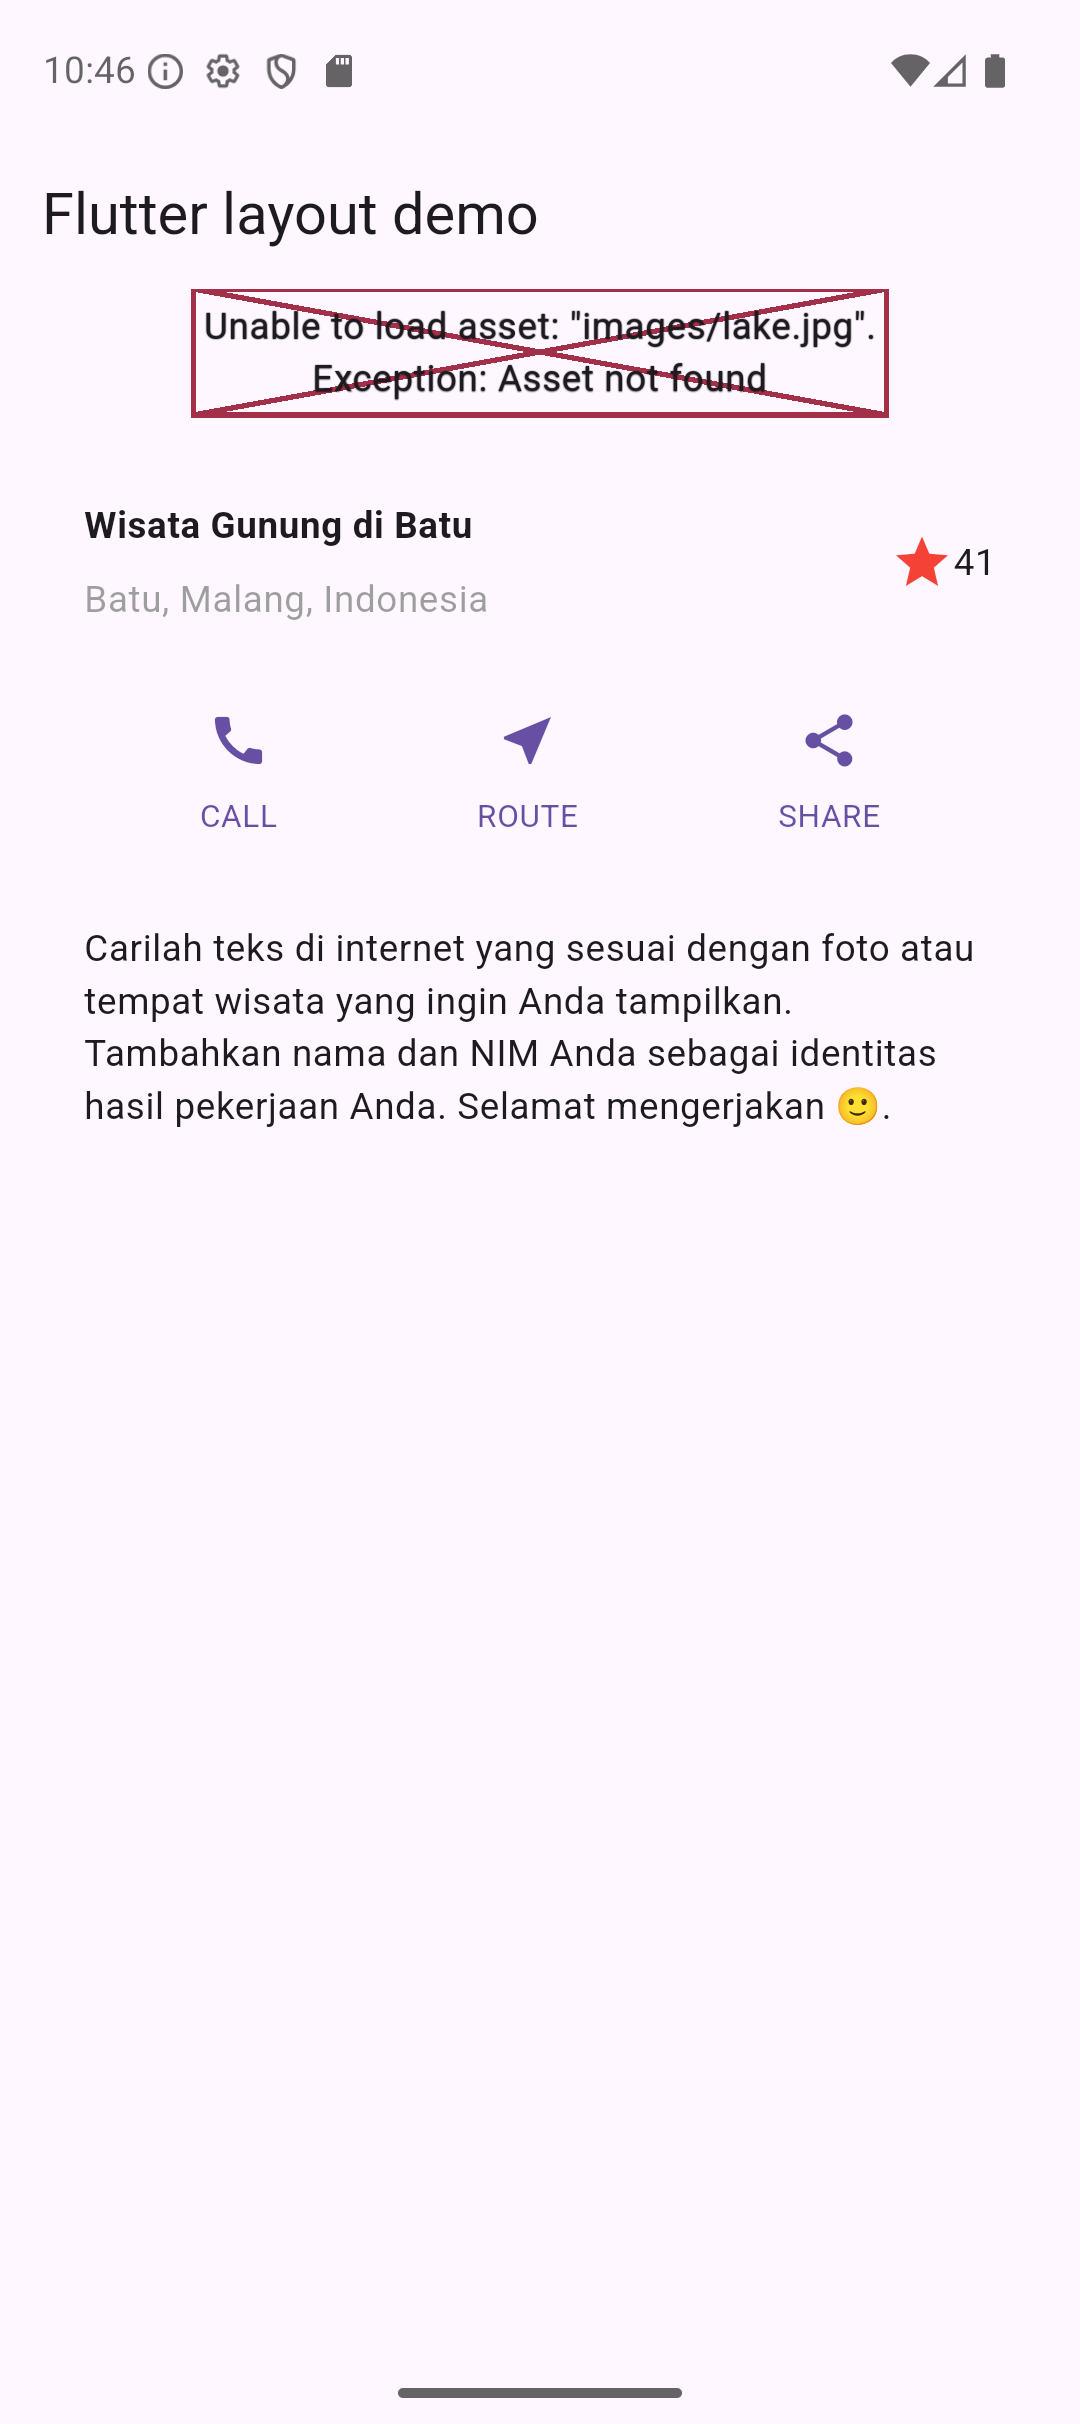 10:46
Flutter layout demo
Unable to load asset: "images/lake.jpg".
Exception: Asset not found
Wisata Gunung di Batu
Batu, Malang, Indonesia
41
CALL
ROUTE
SHARE
Carilah teks di internet yang sesuai dengan foto atau
tempat wisata yang ingin Anda tampilkan.
Tambahkan nama dan NIM Anda sebagai identitas
hasil pekerjaan Anda. Selamat mengerjakan 🙂.